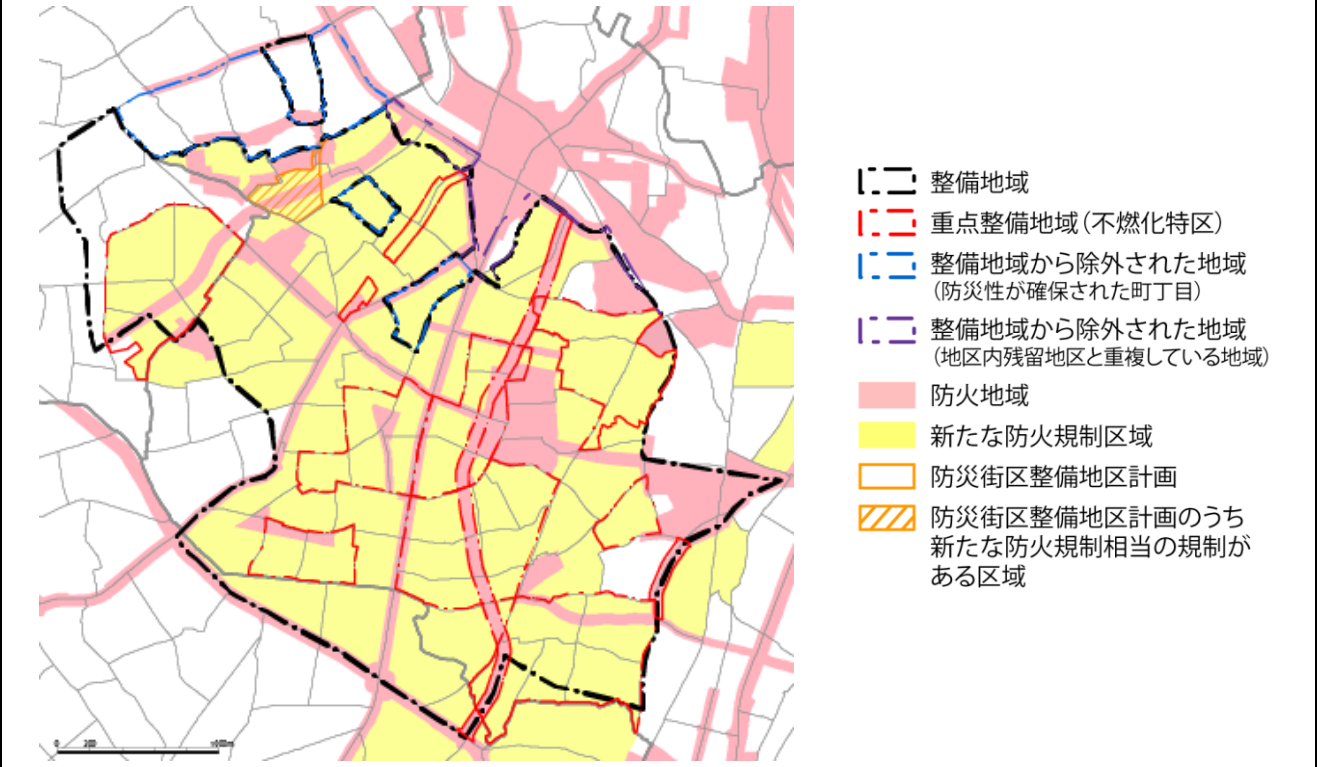 整備地域
重点整備地域(不燃化特区)
整備地域から除外された地域
(防災性が確保された町丁目)
整備地域から除外された地域
(地区内残留地区と重複している地域)
防火地域
新たな防火規制区域
防災街区整備地区計画
防災街区整備地区計画のうち
新たな防火規制相当の規制が
ある区域